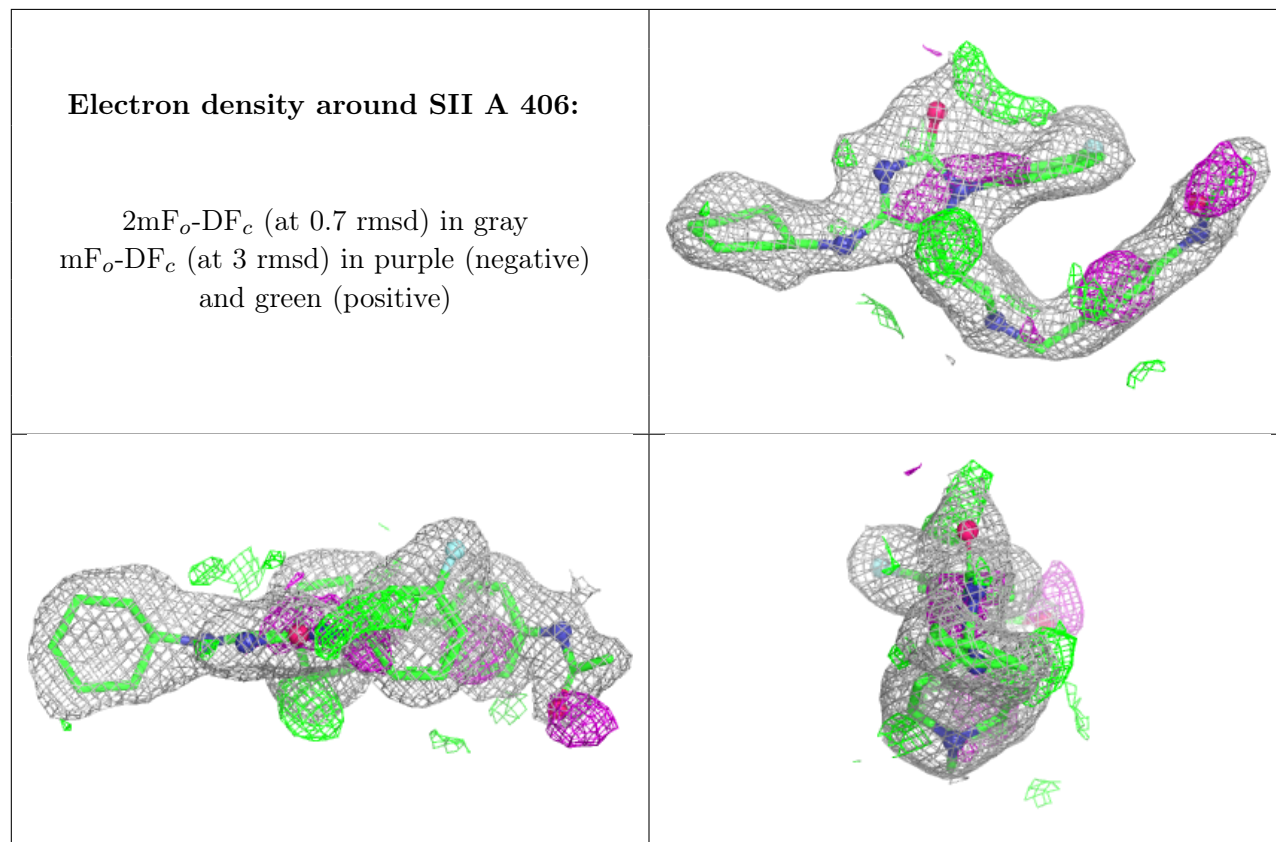 Electron density around SII A 406:
2mFo-DFc (at 0.7 rmsd) in gray
mFo-DFc (at 3 rmsd) in purple (negative)
and green (positive)